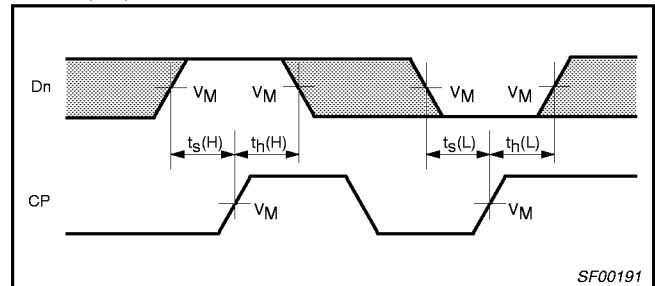 Dn
VM VM VM VM
ts(H) th(H) ts(L) th(L)
CP
VM VM
SF00191